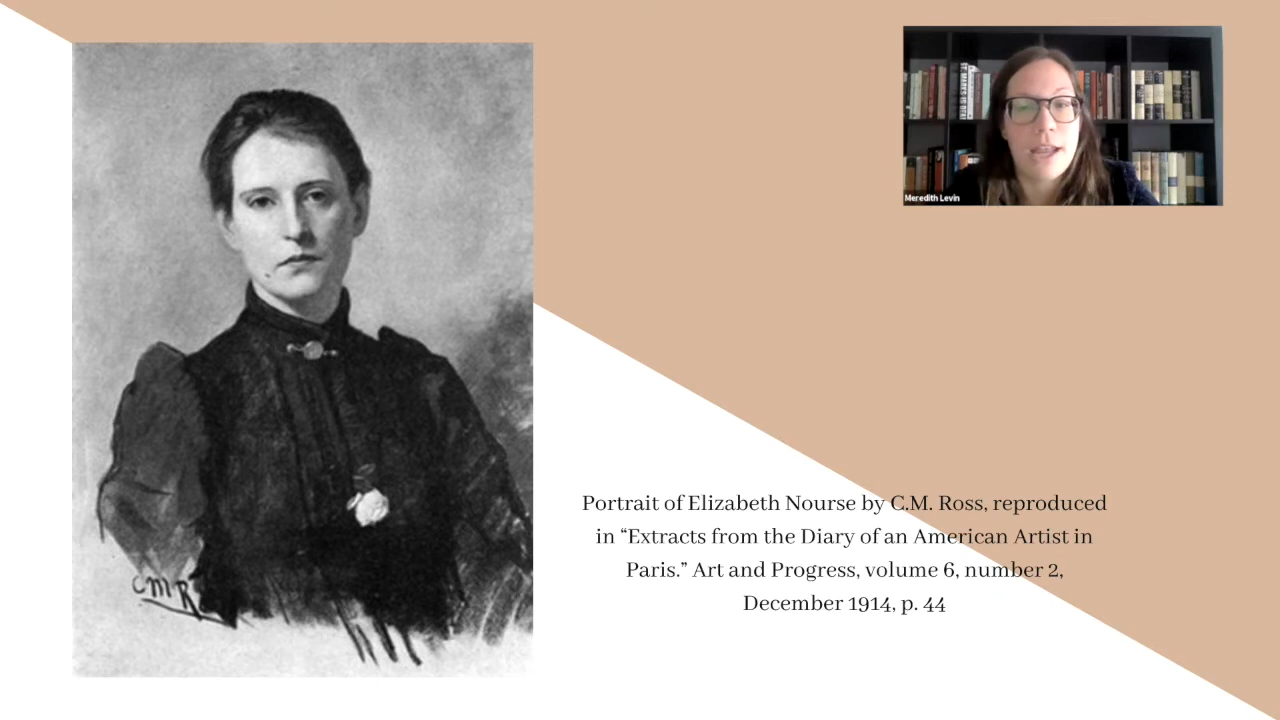 Meredith Levin
CMR
Portrait of Elizabeth Nourse by C.M. Ross, reproduced
in “Extracts from the Diary of an American Artist in
Paris.” Art and Progress, volume 6, number 2,
December 1914, p. 44